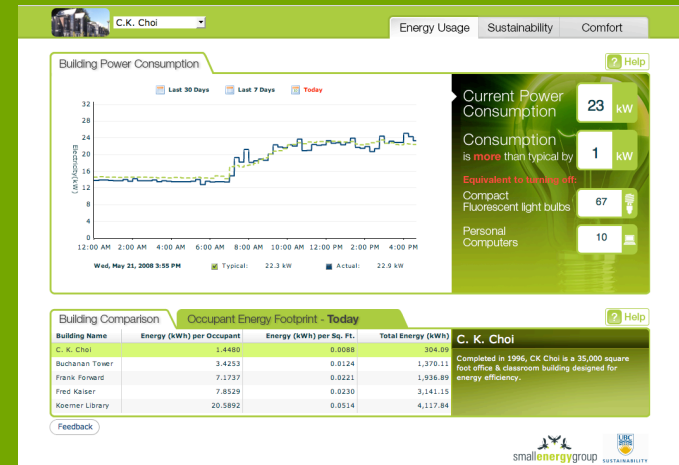 C.K. Choi
Energy Usage Sustainability Comfort
Building Power Consumption
? Help
Last 30 Days Last 7 Days Today
32
28
24
20
16
12
8
4
0
Electricity(kW)
12:00 AM 2:00 AM 4:00 AM 6:00 AM 8:00 AM 10:00 AM 12:00 PM 2:00 PM 4:00 PM
Wed, May 21, 2008 3:55 PM Typical: 22.3 kW Actual: 22.9 kW
Current Power
Consumption
23 kW
Consumption
is more than typical by
1 kW
Equivalent to turning off:
Compact
Fluorescent light bulbs
67
Personal
Computers
10
Building Comparison Occupant Energy Footprint - Today
? Help
Building Name Energy (kWh) per Occupant Energy (kWh) per Sq. Ft. Total Energy (kWh)
C. K. Choi 1.4480 0.0088 304.09
Buchanan Tower 3.4253 0.0124 1,370.11
Frank Forward 7.1737 0.0221 1,936.89
Fred Kaiser 7.8529 0.0230 3,141.15
Koerner Library 20.5892 0.0514 4,117.84
C. K. Choi
Completed in 1996, CK Choi is a 35,000 square
foot office & classroom building designed for
energy efficiency.
Feedback
smallenergygroup
UBC
SUSTAINABILITY